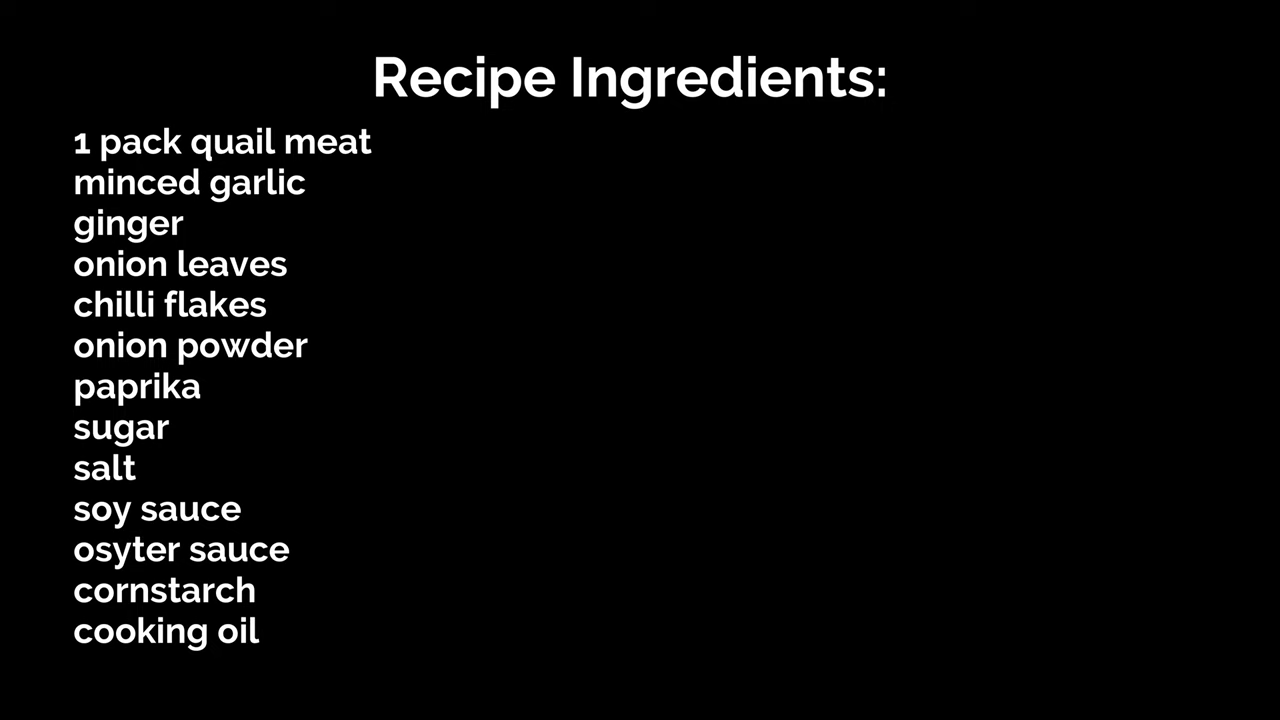 Recipe Ingredients:
1 pack quail meat
minced garlic
ginger
onion leaves
chilli flakes
onion powder
paprika
sugar
salt
soy sauce
osyter sauce
cornstarch
cooking oil